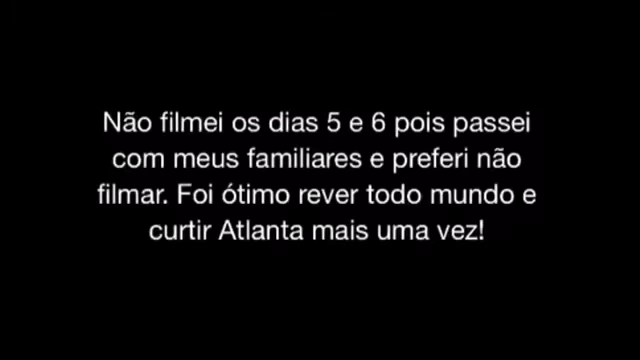 Não filmei os dias 5 e 6 pois passei
com meus familiares e preferi não
filmar. Foi ótimo rever todo mundo e
curtir Atlanta mais uma vez!